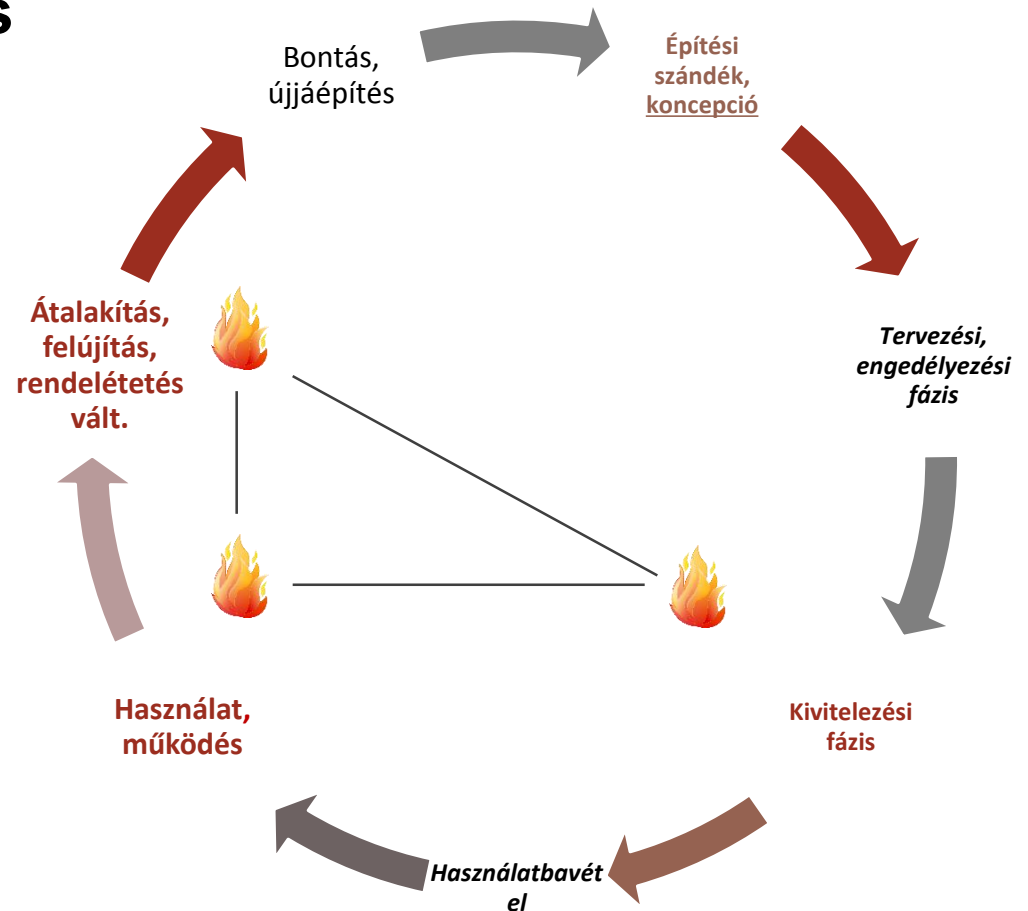 s
Bontás,
újjáépítés
Építési
szándék,
koncepció
Tervezési,
engedélyezési
fázis
Kivitelezési
fázis
Használatbavét
el
Használat,
működés
Átalakítás,
felújítás,
rendelétetés
vált.